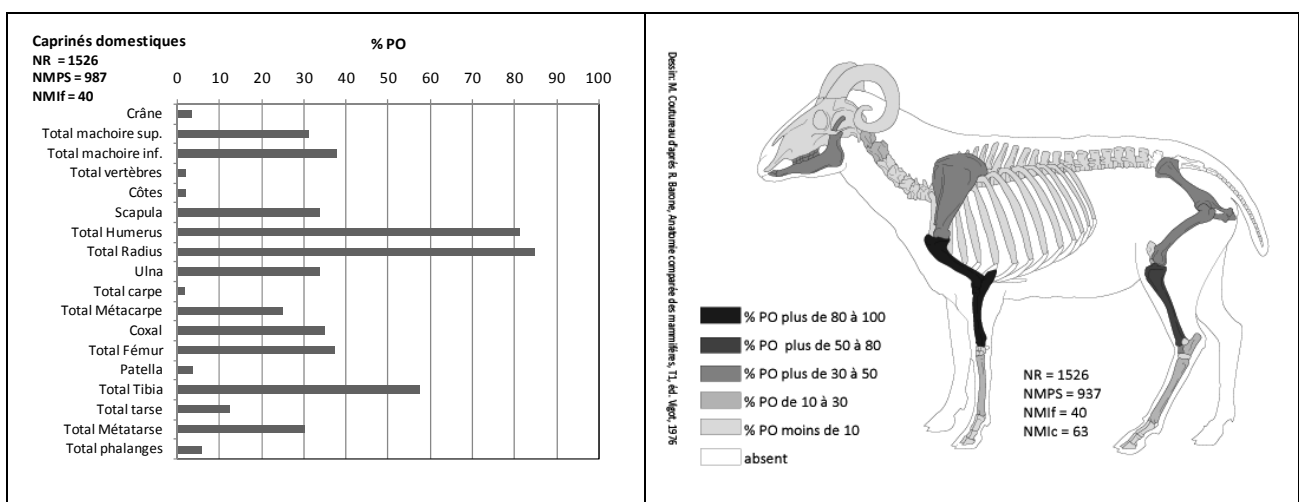 Caprinés domestiques
NR = 1526
NMPS = 987
NMIf = 40
% PO
0 10 20 30 40 50 60 70 80 90 100
Crâne
Total machoire sup.
Total machoire inf.
Total vertèbres
Côtes
Scapula
Total Humerus
Total Radius
Ulna
Total carpe
Total Métacarpe
Coxal
Total Fémur
Patella
Total Tibia
Total tarse
Total Métatarse
Total phalanges
Dessin: M. Coutureau d'après R. Barone, Anatomie comparée des mammifères, T1, éd. Vigot, 1976
% PO plus de 80 à 100
% PO plus de 50 à 80
% PO plus de 30 à 50
% PO de 10 à 30
% PO moins de 10
absent
NR = 1526
NMPS = 937
NMIf = 40
NMIc = 63